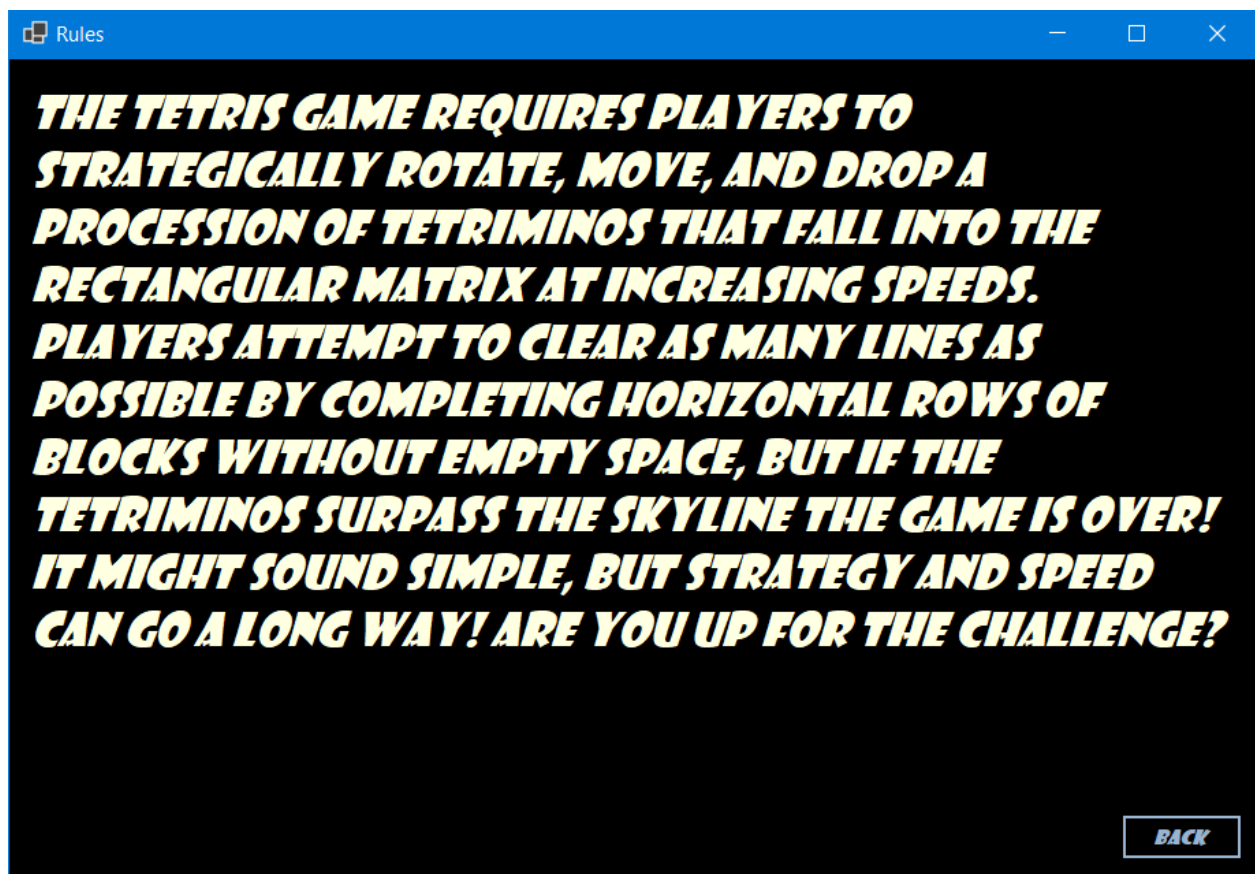 Rules
THE TETRIS GAME REQUIRES PLAYERS TO
STRATEGICALLY ROTATE, MOVE, AND DROP A
PROCESSION OF TETRIMINOS THAT FALL INTO THE
RECTANGULAR MATRIX AT INCREASING SPEEDS.
PLAYERS ATTEMPT TO CLEAR AS MANY LINES AS
POSSIBLE BY COMPLETING HORIZONTAL ROWS OF
BLOCKS WITHOUT EMPTY SPACE, BUT IF THE
TETRIMINOS SURPASS THE SKYLINE THE GAME IS OVER!
IT MIGHT SOUND SIMPLE, BUT STRATEGY AND SPEED
CAN GO A LONG WAY! ARE YOU UP FOR THE CHALLENGE?
BACK